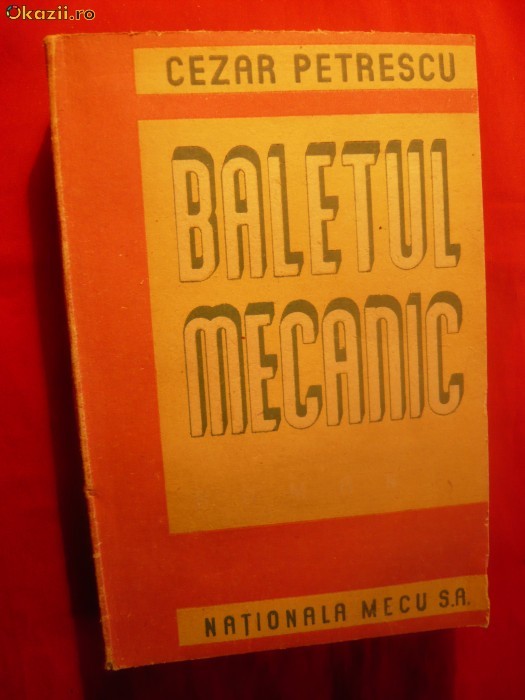 Okazii.ro
CEZAR PETRESCU
BALETUL
MECANIC
NAȚIONALA MECU S.A.